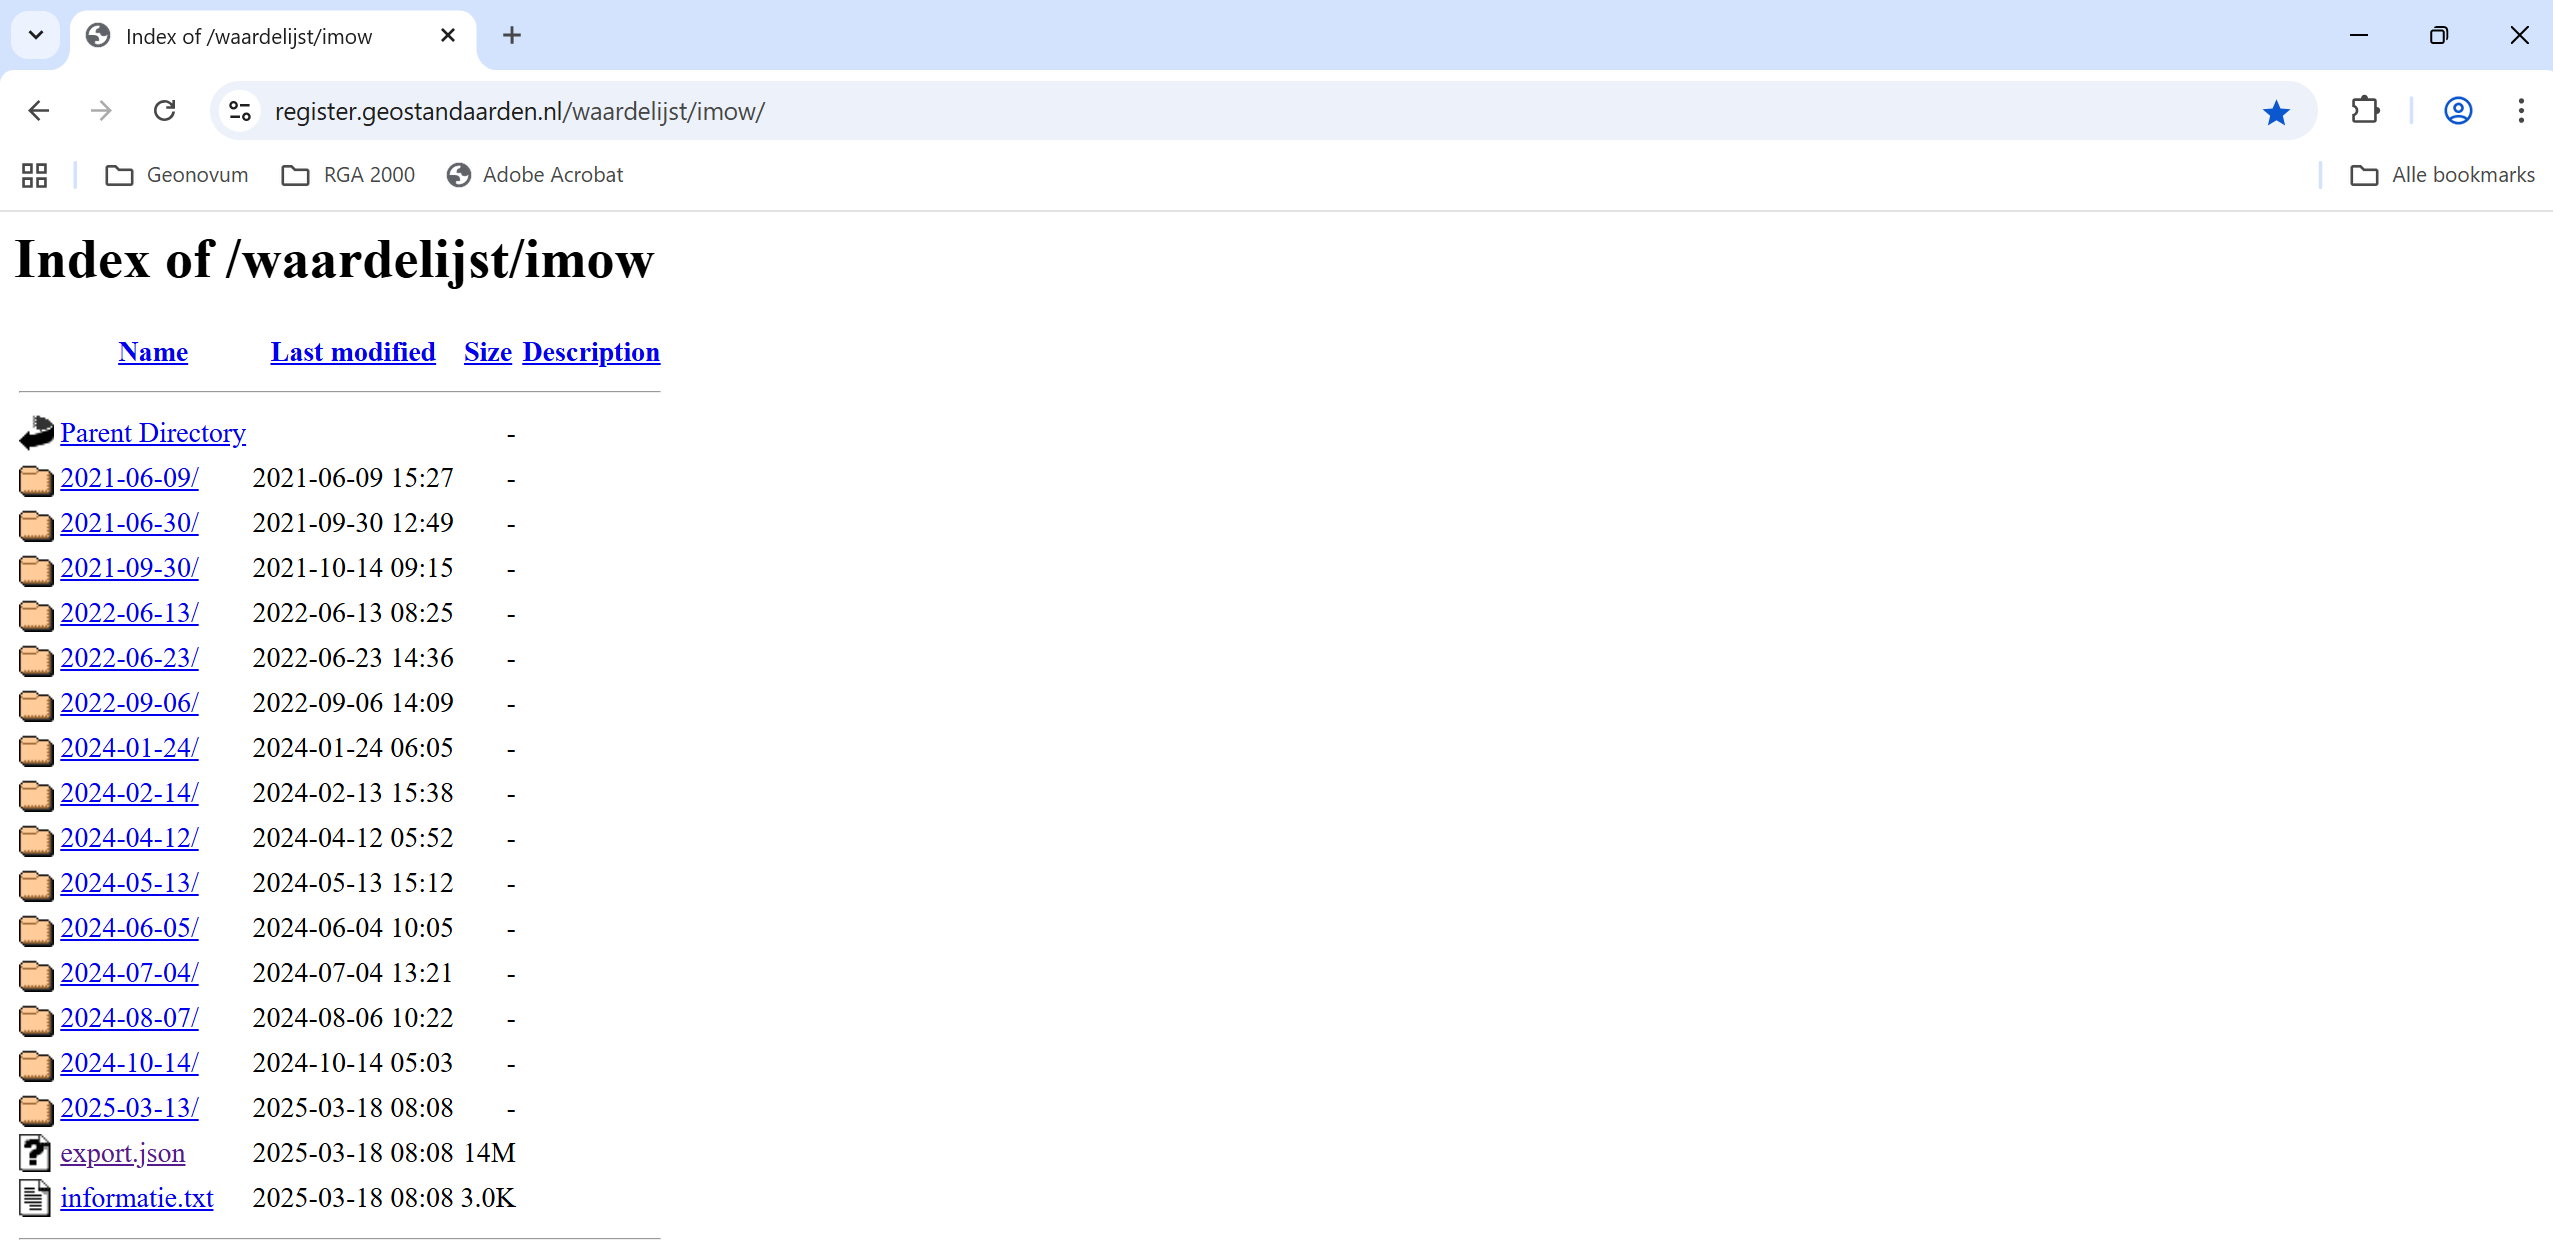 Index of /waardelijst/imow
register.geostandaarden.nl/waardelijst/imow/
Geonovum RGA 2000 Adobe Acrobat Alle bookmarks
Index of /waardelijst/imow
Name Last modified Size Description
Parent Directory -
2021-06-09/ 2021-06-09 15:27 -
2021-06-30/ 2021-09-30 12:49 -
2021-09-30/ 2021-10-14 09:15 -
2022-06-13/ 2022-06-13 08:25 -
2022-06-23/ 2022-06-23 14:36 -
2022-09-06/ 2022-09-06 14:09 -
2024-01-24/ 2024-01-24 06:05 -
2024-02-14/ 2024-02-13 15:38 -
2024-04-12/ 2024-04-12 05:52 -
2024-05-13/ 2024-05-13 15:12 -
2024-06-05/ 2024-06-04 10:05 -
2024-07-04/ 2024-07-04 13:21 -
2024-08-07/ 2024-08-06 10:22 -
2024-10-14/ 2024-10-14 05:03 -
2025-03-13/ 2025-03-18 08:08 -
export.json 2025-03-18 08:08 14M
informatie.txt 2025-03-18 08:08 3.0K